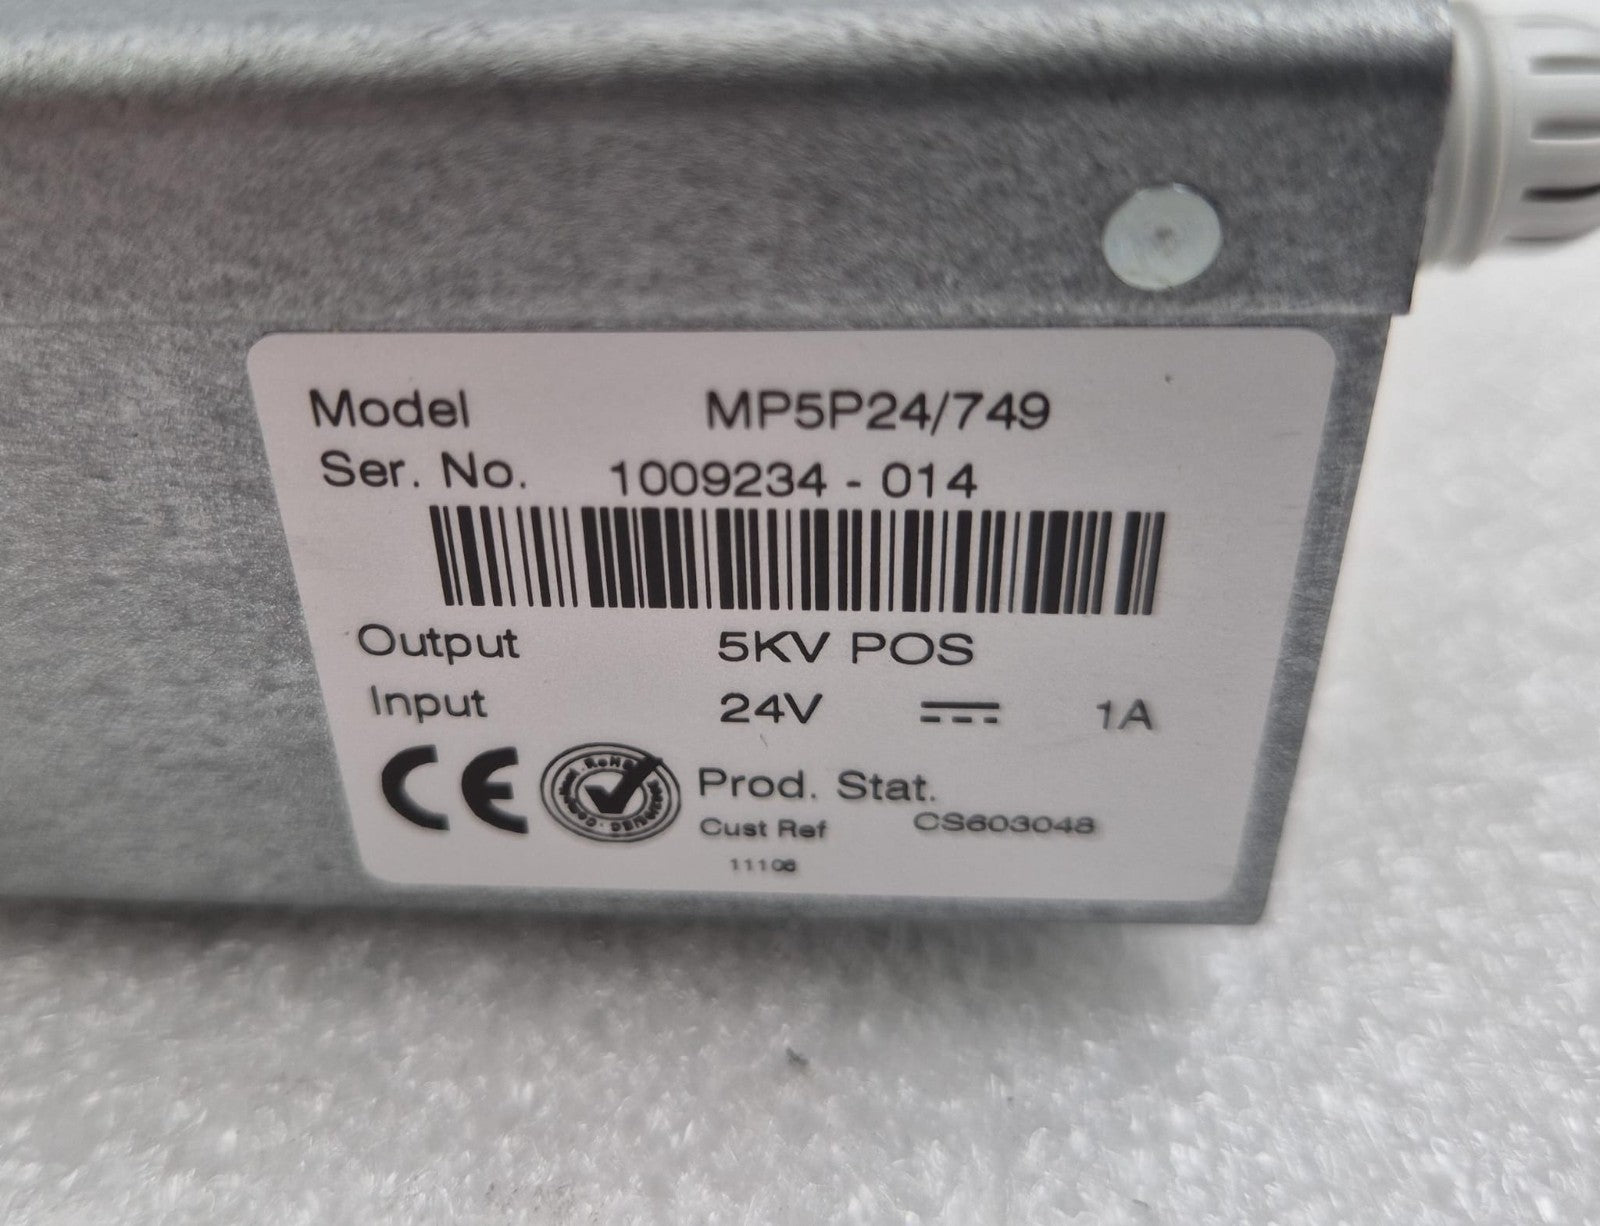 Model MP5P24/749
Ser. No. 1009234 - 014
Output 5KV POS
Input 24V 1A
CE RoHS
Prod. Stat.
Cust Ref CS603048
11106